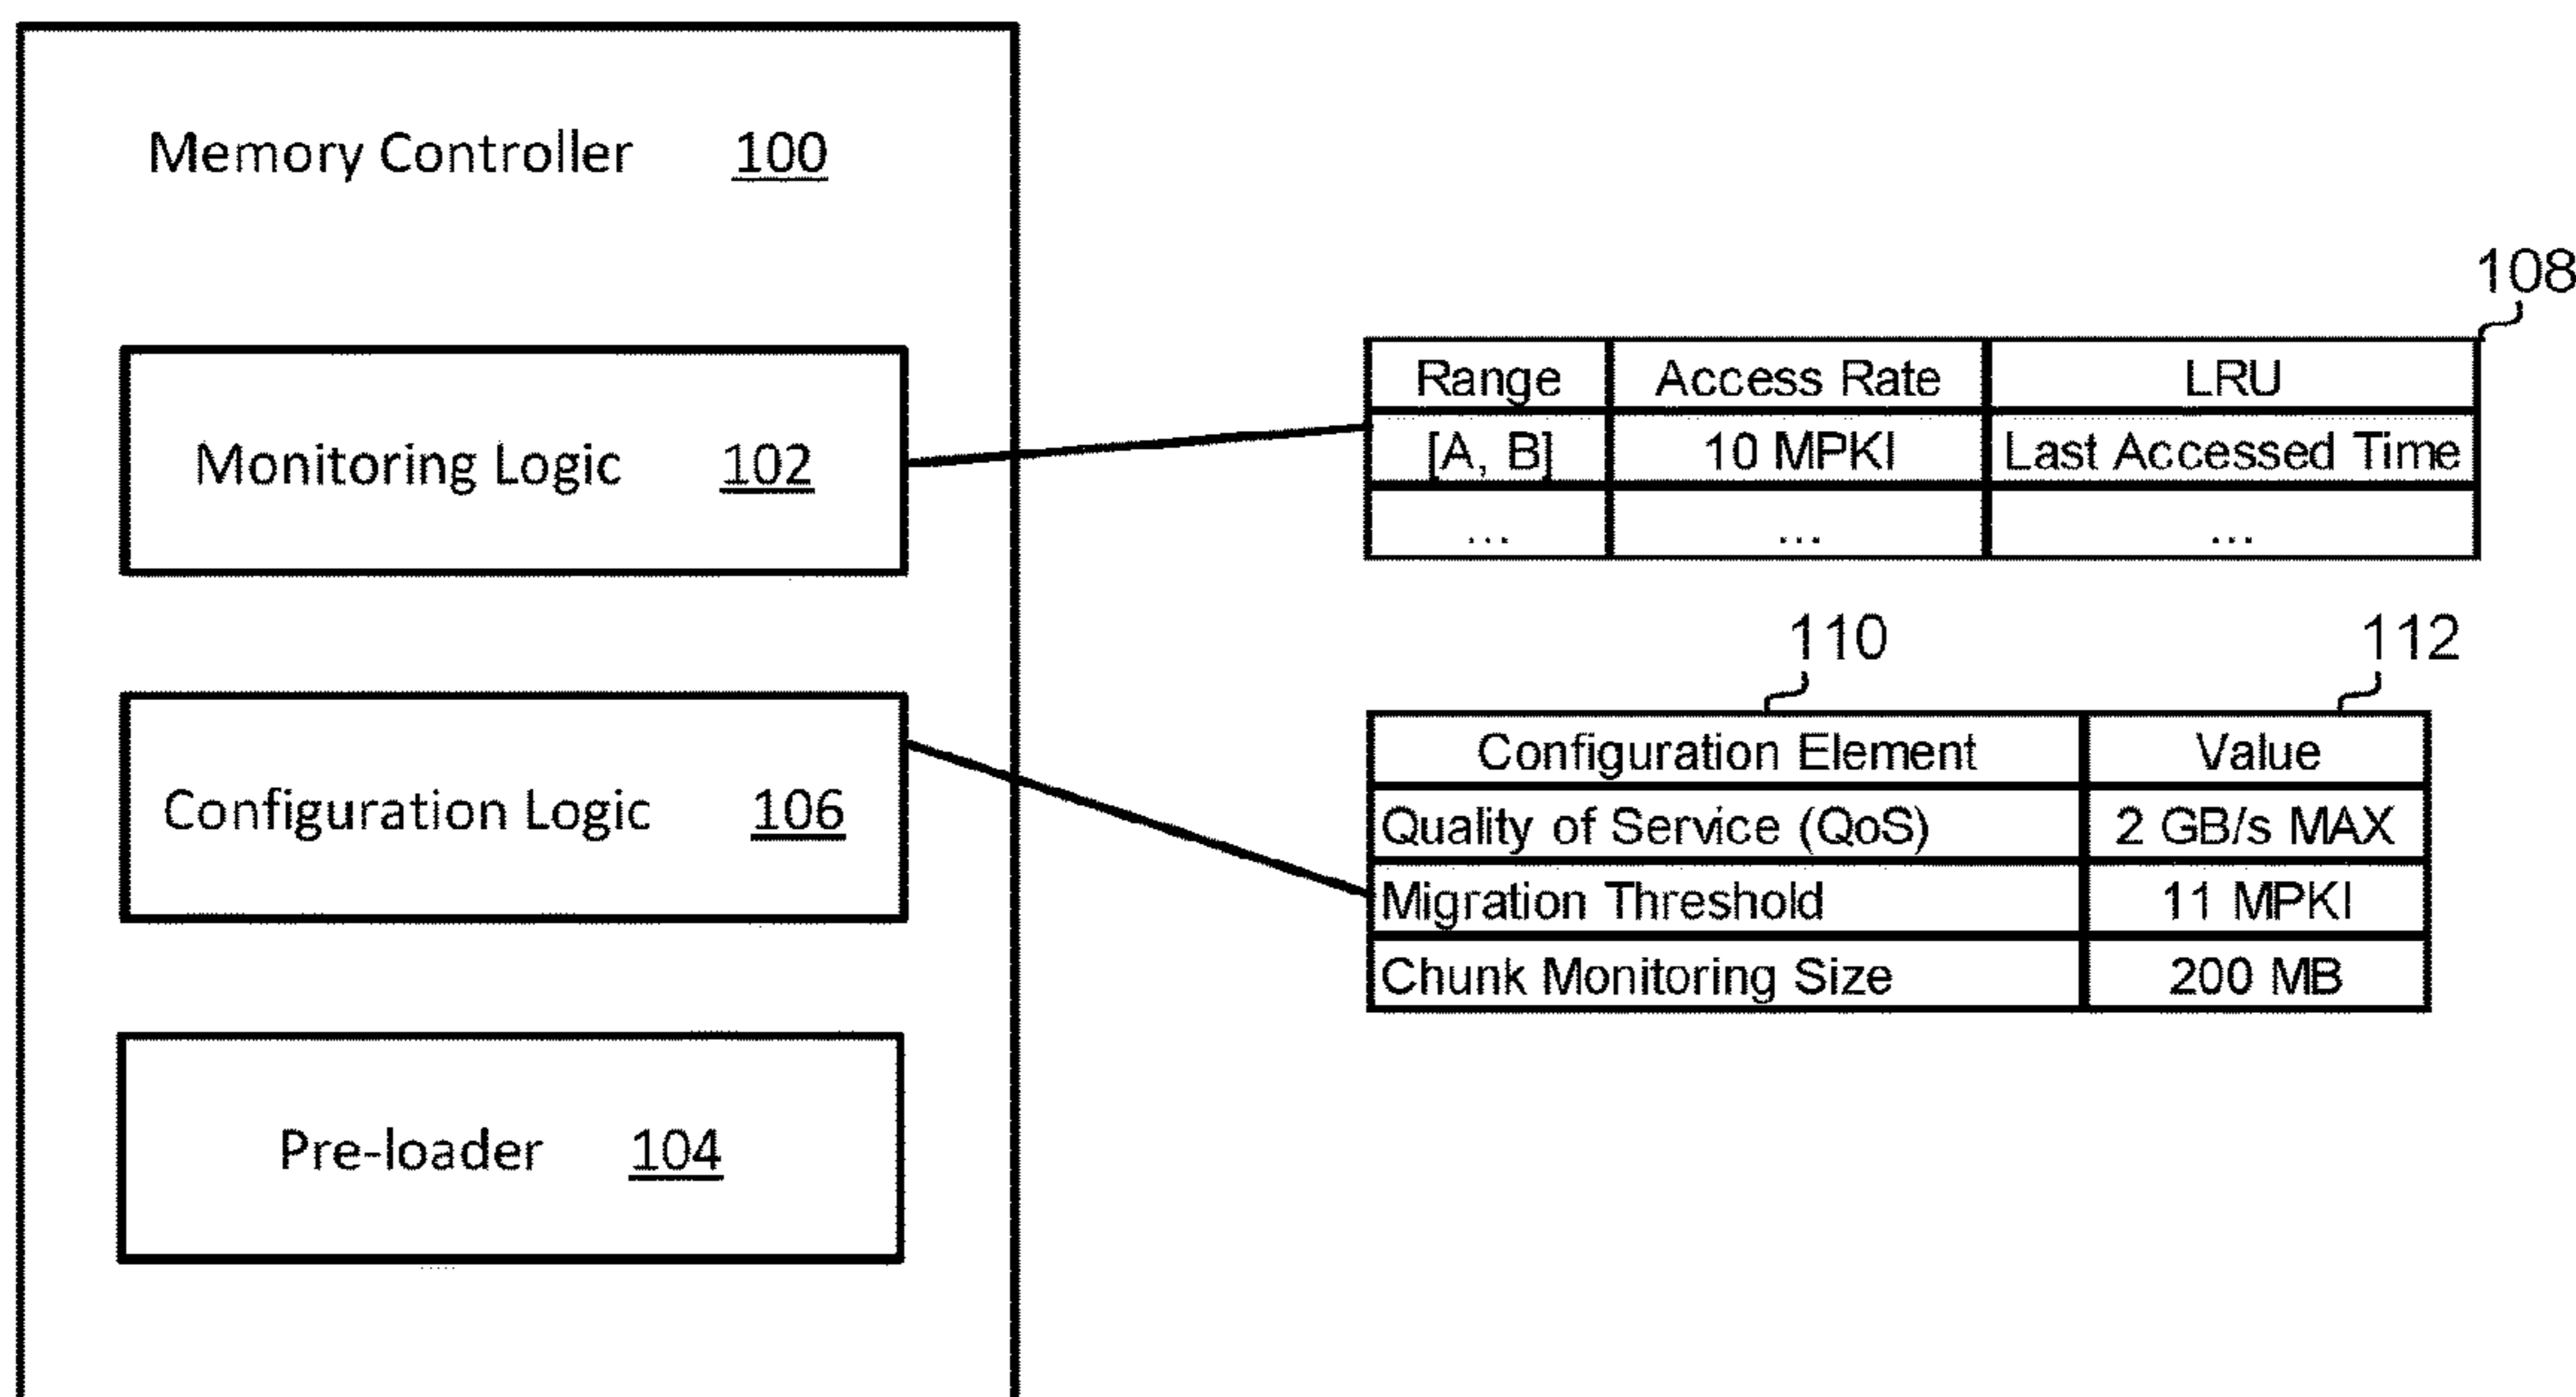 Memory Controller 100
Monitoring Logic 102
Configuration Logic 106
Pre-loader 104
108
Range Access Rate LRU
[A, B] 10 MPKI Last Accessed Time
... ... ...
110 112
Configuration Element Value
Quality of Service (QoS) 2 GB/s MAX
Migration Threshold 11 MPKI
Chunk Monitoring Size 200 MB